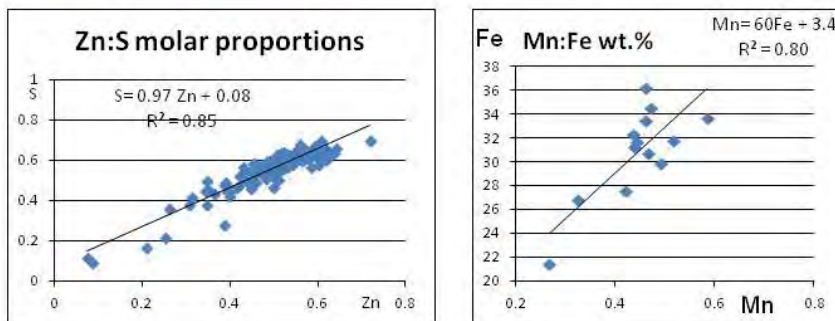 Zn:S molar proportions
1
S
S=0.97 Zn + 0.08
R² = 0.85
0.8
0.6
0.4
0.2
0
0 0.2 0.4 0.6 Zn 0.8
Fe Mn:Fe wt.%
Mn= 60Fe + 3.4
R² = 0.80
38
36
34
32
30
28
26
24
22
20
0.2 0.4 0.6 Mn 0.8